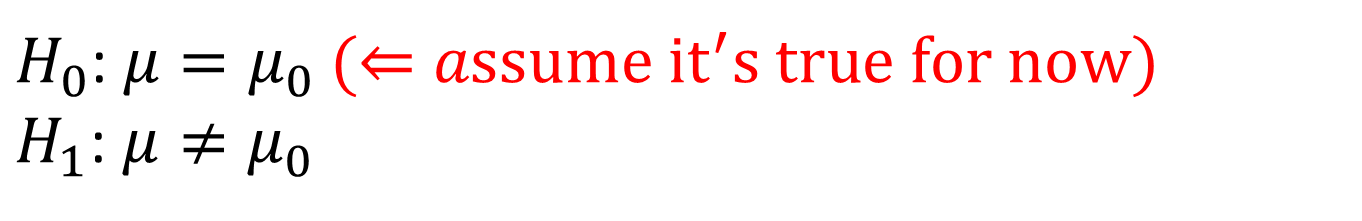 H₀: μ = μ₀ (⇐ assume it′s true for now)
H₁: μ ≠ μ₀